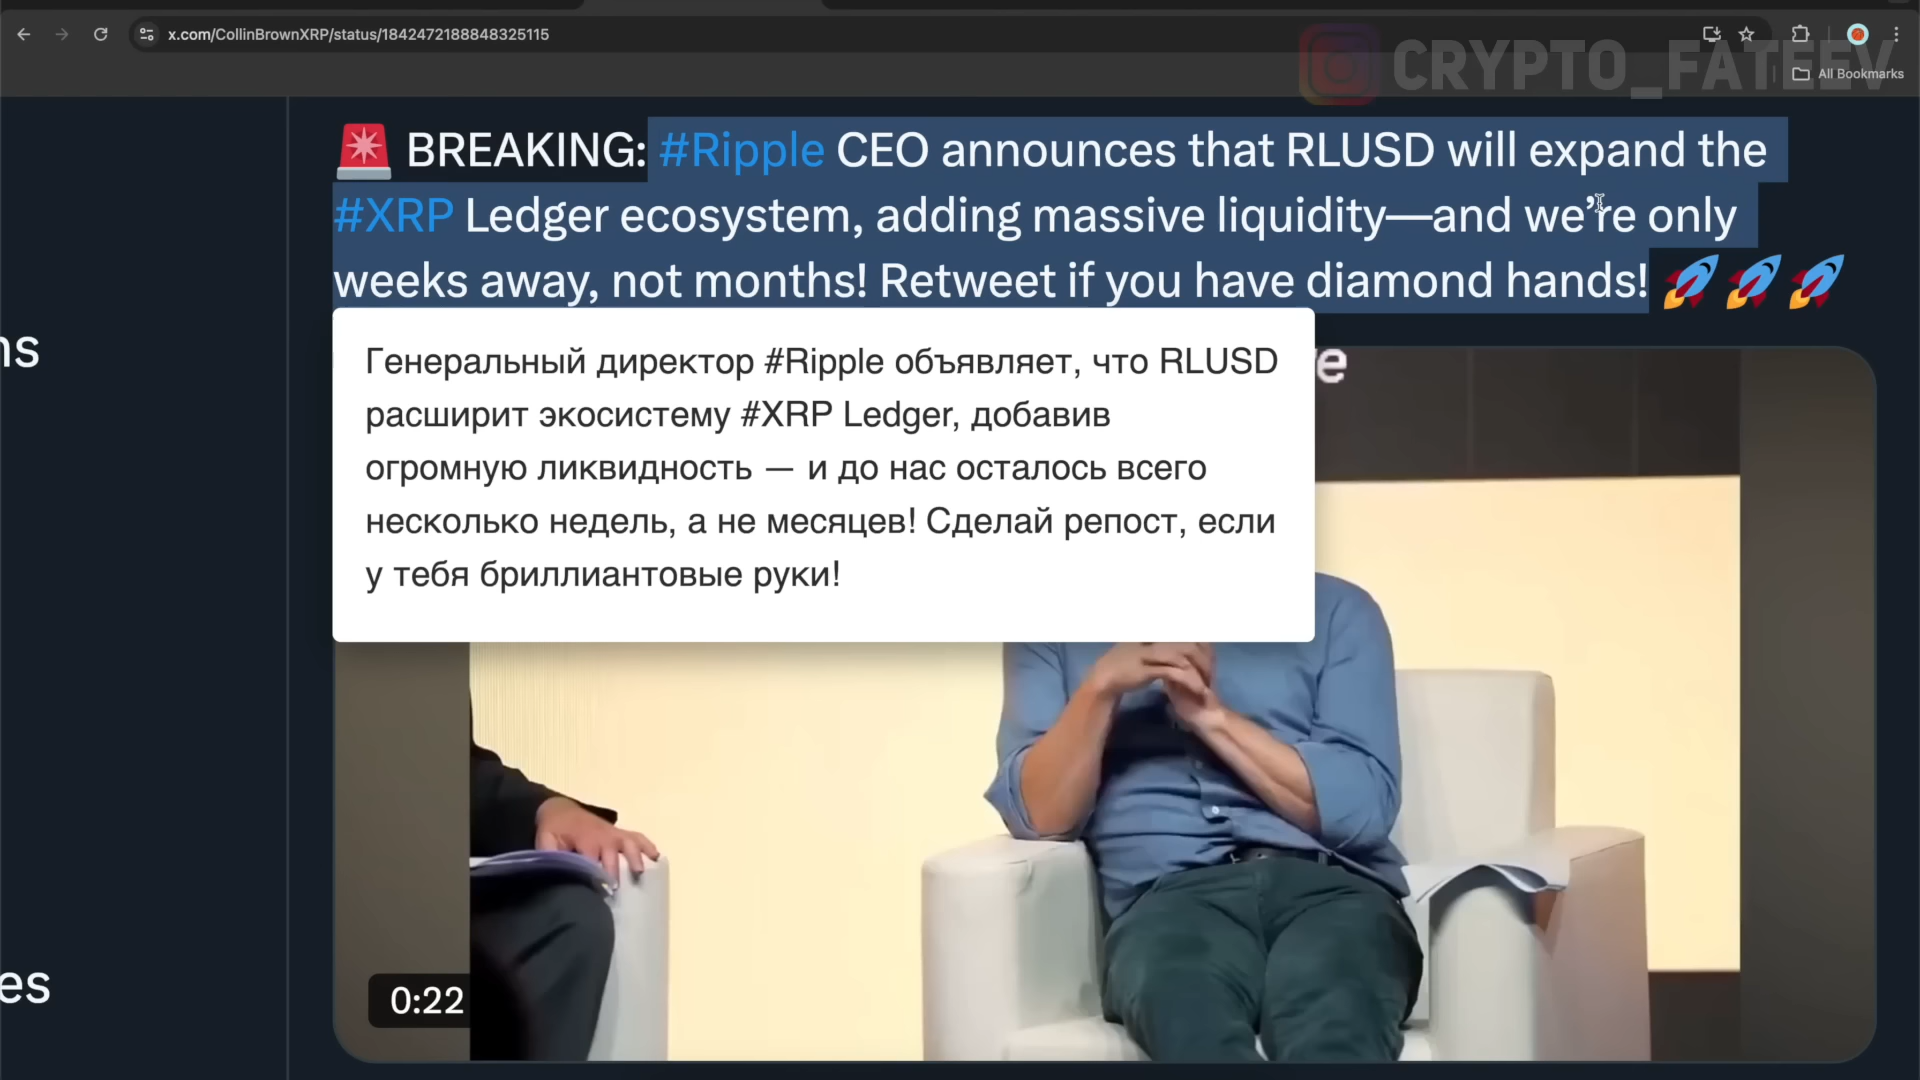 x.com/CollinBrownXRP/status/1842472188848325115
CRYPTO_FATEEV
All Bookmarks
BREAKING: #Ripple CEO announces that RLUSD will expand the
#XRP Ledger ecosystem, adding massive liquidity—and we're only
weeks away, not months! Retweet if you have diamond hands!
Генеральный директор #Ripple объявляет, что RLUSD
расширит экосистему #XRP Ledger, добавив
огромную ликвидность — и до нас осталось всего
несколько недель, а не месяцев! Сделай репост, если
у тебя бриллиантовые руки!
0:22